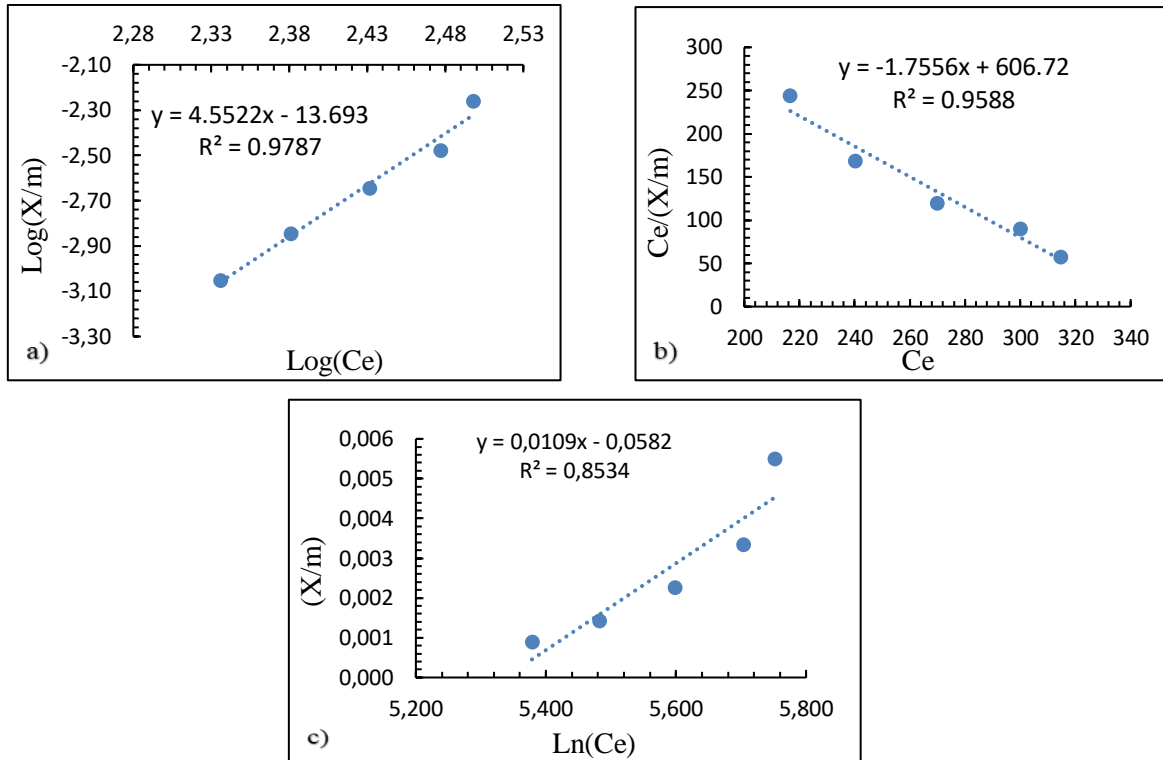 2,28 2,33 2,38 2,43 2,48 2,53
-2,10
-2,30
-2,50
-2,70
-2,90
-3,10
-3,30
y = 4.5522x - 13.693
R² = 0.9787
Log(X/m)
Log(Ce)
a)
300
250
200
150
100
50
0
y = -1.7556x + 606.72
R² = 0.9588
Ce/(X/m)
200 220 240 260 280 300 320 340
Ce
b)
0,006
0,005
0,004
0,003
0,002
0,001
0,000
y = 0,0109x - 0,0582
R² = 0,8534
(X/m)
5,200 5,400 5,600 5,800
Ln(Ce)
c)